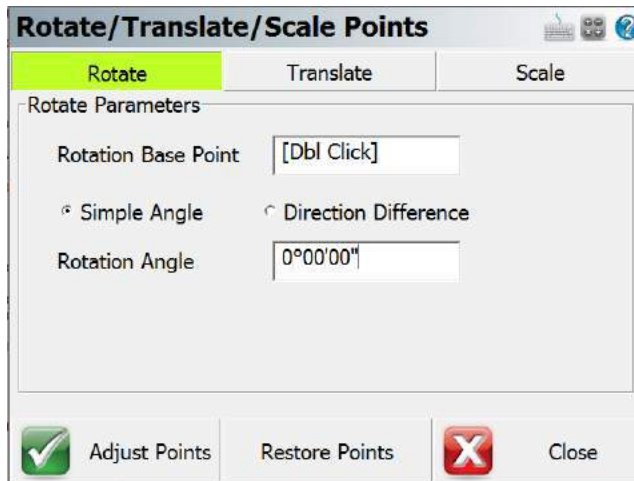 Rotate/Translate/Scale Points
Rotate Translate Scale
Rotate Parameters
Rotation Base Point [Dbl Click]
Simple Angle Direction Difference
Rotation Angle 0°00'00"
Adjust Points Restore Points Close